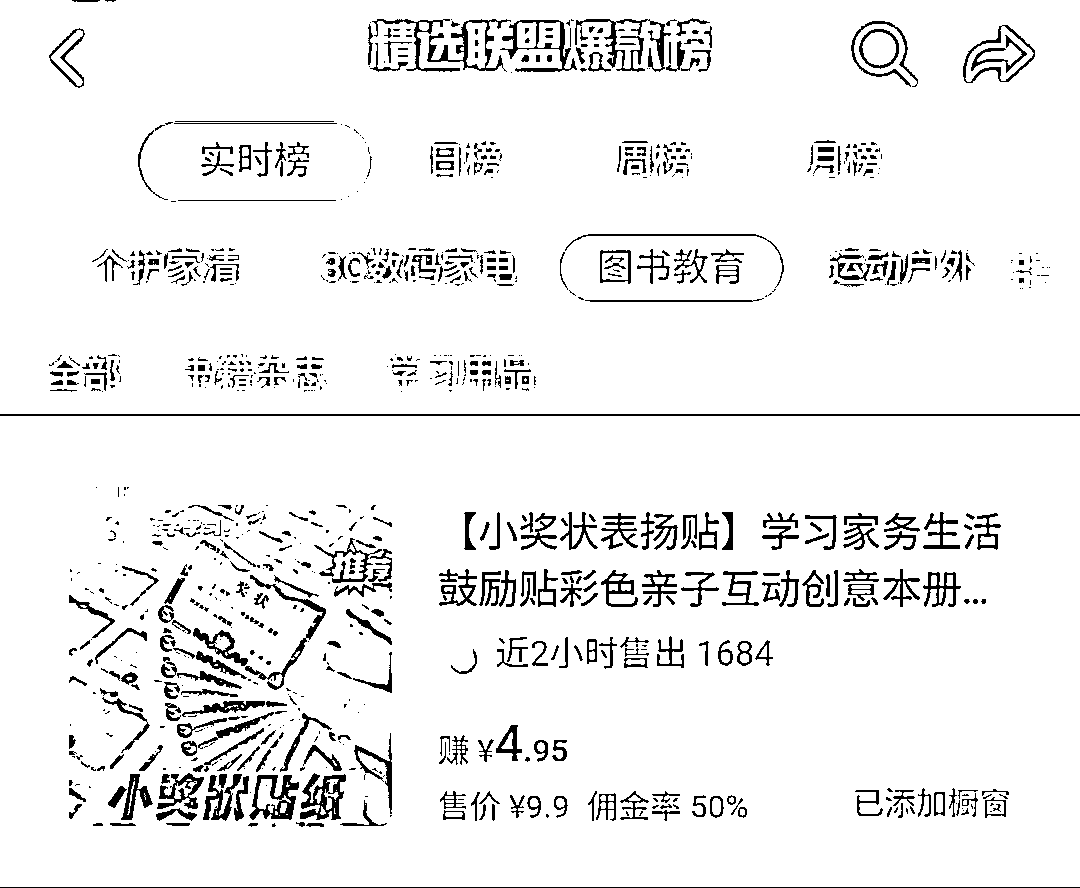 精选联盟爆款榜
实时榜 日榜 周榜 月榜
个护家清 3C数码家电 图书教育 运动户外
全部 书籍杂志 学习用品
【小奖状表扬贴】学习家务生活
鼓励贴彩色亲子互动创意本册...
近2小时售出 1684
赚 ¥4.95
售价 ¥9.9 佣金率 50% 已添加橱窗
奖状
小奖状贴纸